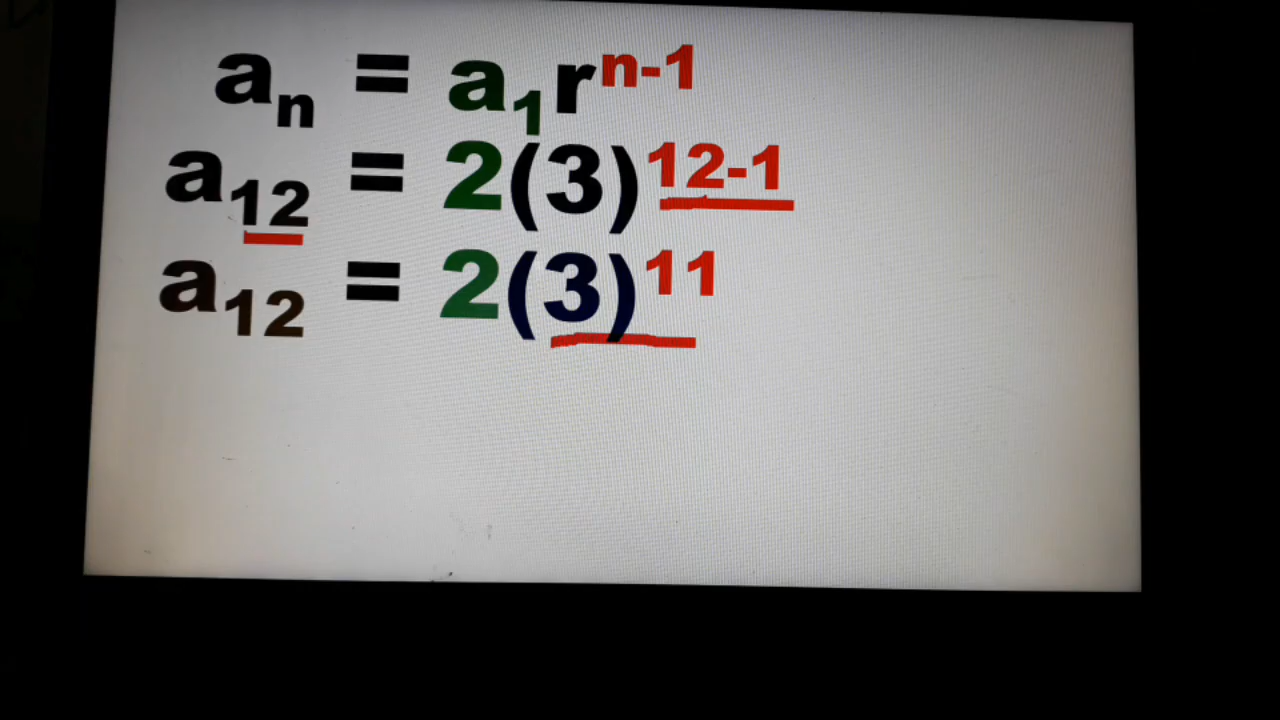 aₙ = a₁rⁿ⁻¹
a₁₂ = 2(3)¹²⁻¹
a₁₂ = 2(3)¹¹